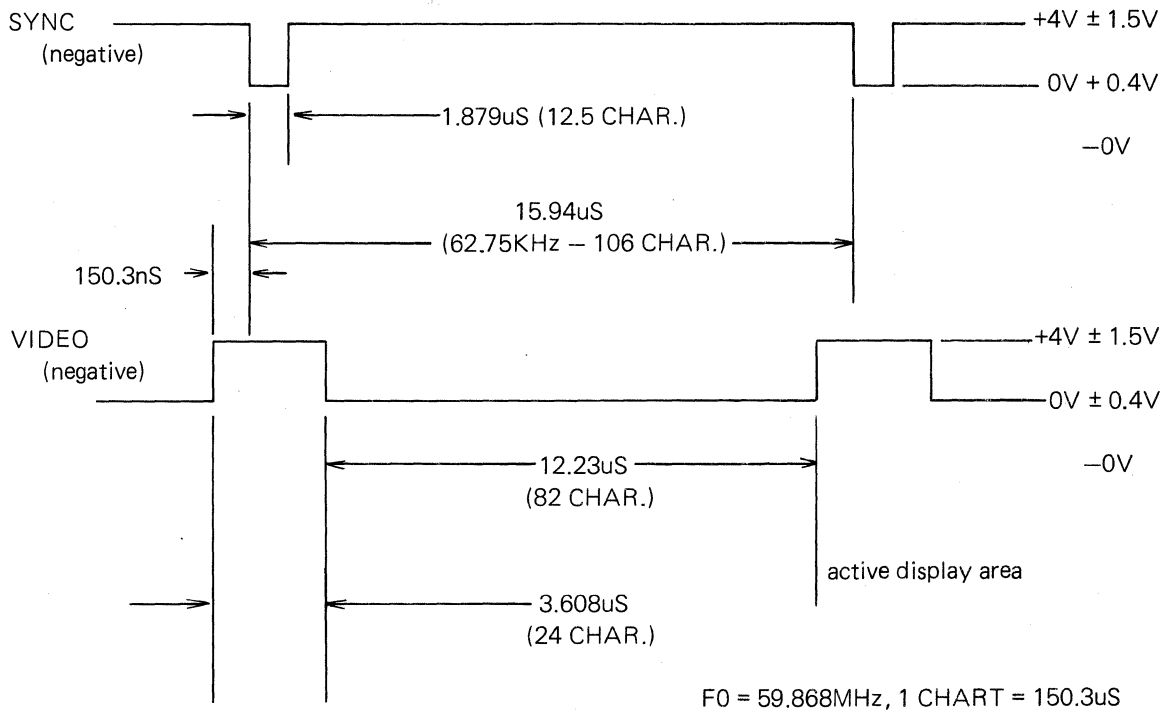 SYNC
(negative)
+4V ± 1.5V
0V + 0.4V
1.879uS (12.5 CHAR.)
−0V
15.94uS
(62.75KHz – 106 CHAR.)
150.3nS
VIDEO
(negative)
+4V ± 1.5V
0V ± 0.4V
12.23uS
(82 CHAR.)
−0V
active display area
3.608uS
(24 CHAR.)
F0 = 59.868MHz, 1 CHART = 150.3uS